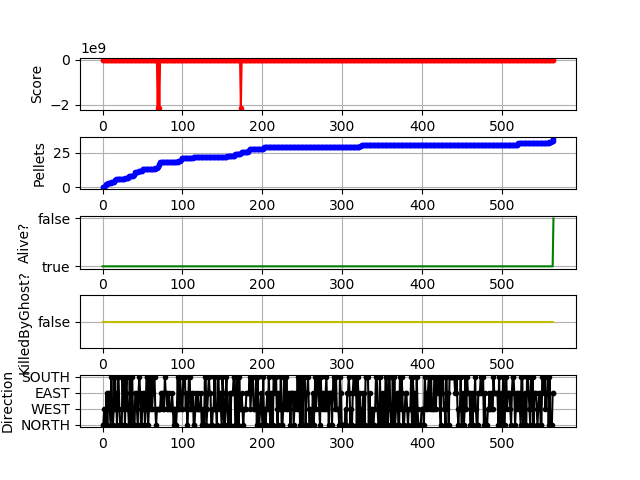 1e9
Score
0
−2
0 100 200 300 400 500
Pellets
25
0
0 100 200 300 400 500
Alive?
false
true
0 100 200 300 400 500
KilledByGhost?
false
0 100 200 300 400 500
Direction
SOUTH
EAST
WEST
NORTH
0 100 200 300 400 500